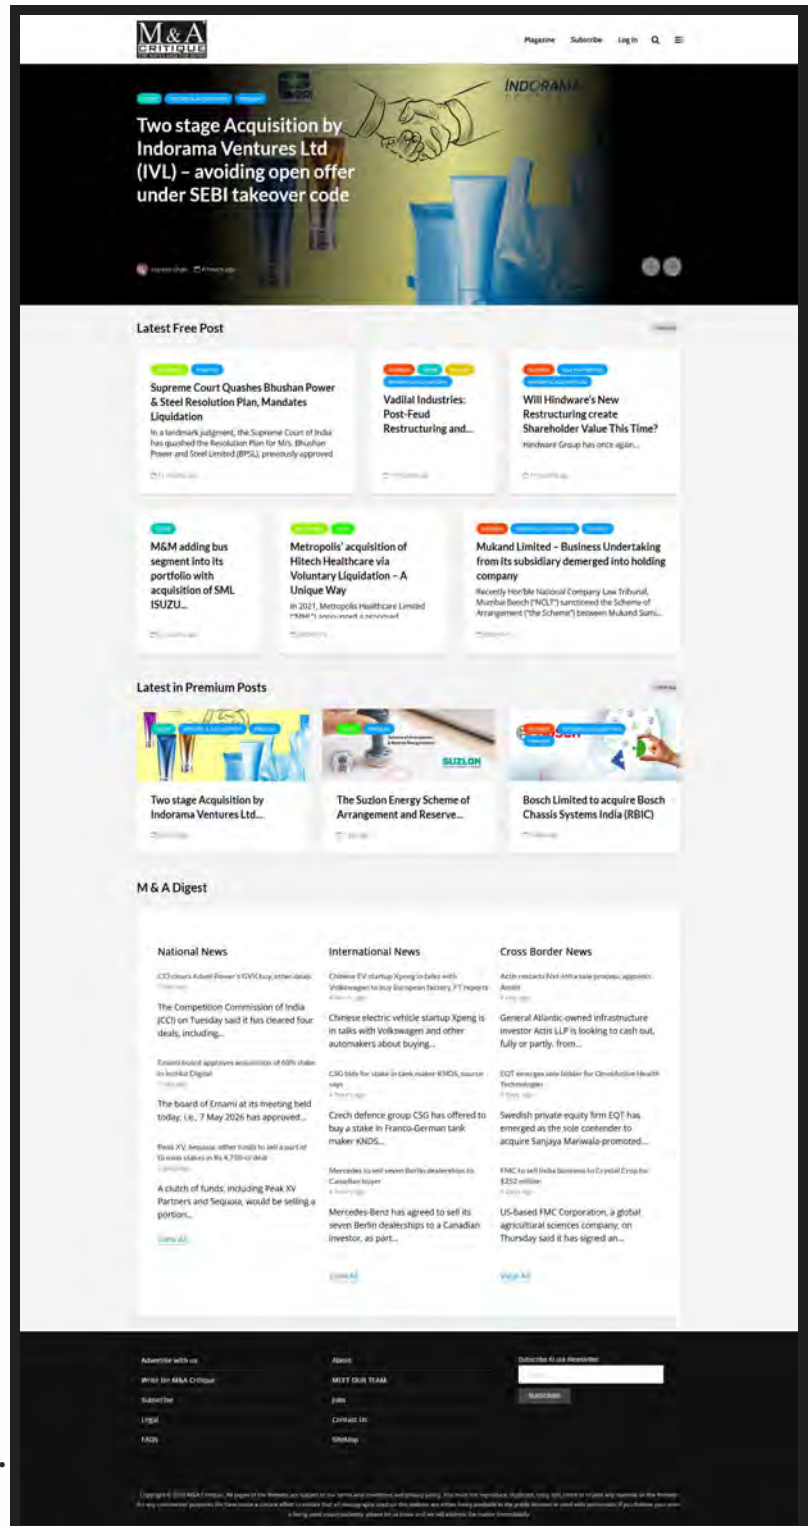 M&A
CRITIQUE
Magazine
Subscribe
Log In
INDORAMA
Two stage Acquisition by
Indorama Ventures Ltd
(IVL) – avoiding open offer
under SEBI takeover code
Latest Free Post
Supreme Court Quashes Bhushan Power
& Steel Resolution Plan, Mandates
Liquidation
In a landmark judgment, the Supreme Court of India
has quashed the Resolution Plan for M/s. Bhushan
Power and Steel Limited (BPSL), previously approved
Vadilal Industries:
Post-Feud
Restructuring and...
Will Hindware's New
Restructuring create
Shareholder Value This Time?
Hindware Group has once again...
M&M adding bus
segment into its
portfolio with
acquisition of SML
ISUZU...
Metropolis' acquisition of
Hitech Healthcare via
Voluntary Liquidation – A
Unique Way
In 2021, Metropolis Healthcare Limited
("MHL") announced a proposed
Mukand Limited – Business Undertaking
from its subsidiary demerged into holding
company
Recently Hon'ble National Company Law Tribunal,
Mumbai Bench ("NCLT") sanctioned the Scheme of
Arrangement ("the Scheme") between Mukand Sumi...
Latest in Premium Posts
SUZLON
Two stage Acquisition by
Indorama Ventures Ltd...
The Suzlon Energy Scheme of
Arrangement and Reserve...
Bosch Limited to acquire Bosch
Chassis Systems India (RBIC)
M & A Digest
National News
CCI clears Adani Power's GVK buy, other deals
The Competition Commission of India
(CCI) on Tuesday said it has cleared four
deals, including...
Emami board approves acquisition of 60% stake
in Incnut Digital
The board of Emami at its meeting held
today, i.e., 7 May 2026 has approved...
Peak XV, Sequoia, other funds to sell a part of
Groww stakes in Rs 4,750-cr deal
A clutch of funds, including Peak XV
Partners and Sequoia, would be selling a
portion...
View All
International News
Chinese EV startup Xpeng in talks with
Volkswagen to buy European factory, FT reports
Chinese electric vehicle startup Xpeng is
in talks with Volkswagen and other
automakers about buying...
CSG bids for stake in tank maker KNDS, source
says
Czech defence group CSG has offered to
buy a stake in Franco-German tank
maker KNDS...
Mercedes to sell seven Berlin dealerships to
Canadian buyer
Mercedes-Benz has agreed to sell its
seven Berlin dealerships to a Canadian
investor, as part...
View All
Cross Border News
Actis restarts
sale process, appoints
General Atlantic-owned infrastructure
investor Actis LLP is looking to cash out,
fully or partly, from...
EQT emerges sole bidder for OmniActive Health
Technologies
Swedish private equity firm EQT has
emerged as the sole contender to
acquire Sanjaya Mariwala-promoted...
FMC to sell India business to Crystal Crop for
$252 million
US-based FMC Corporation, a global
agricultural sciences company, on
Thursday said it has signed an...
View All
Advertise with us
Write for M&A Critique
Subscribe
Legal
FAQs
About
MEET OUR TEAM
Jobs
Contact Us
SiteMap
Subscribe to our Newsletter
Subscribe